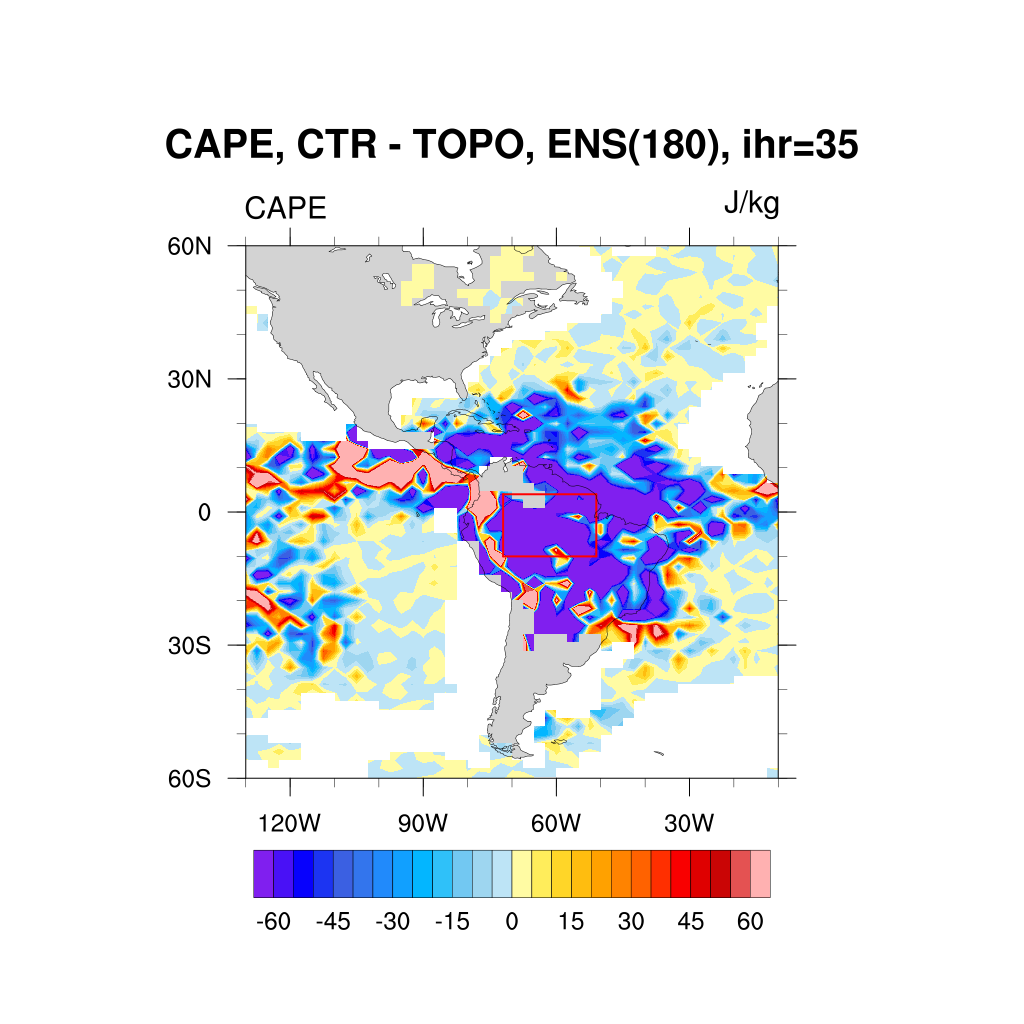 CAPE, CTR - TOPO, ENS(180), ihr=35
CAPE J/kg
60N
30N
0
30S
60S
120W 90W 60W 30W
-60 -45 -30 -15 0 15 30 45 60